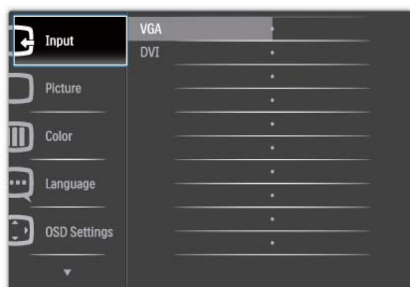 Input
VGA
DVI
Picture
Color
Language
OSD Settings